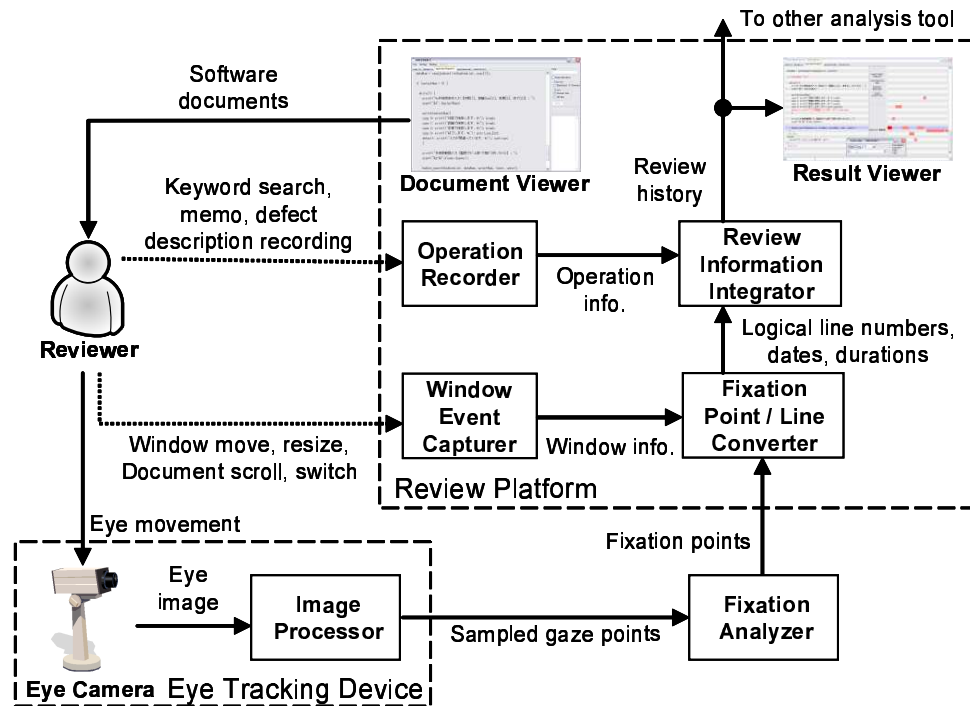 To other analysis tool
Software
documents
Document Viewer
Review
history
Result Viewer
Keyword search,
memo, defect
description recording
Operation
Recorder
Operation
info.
Review
Information
Integrator
Reviewer
Logical line numbers,
dates, durations
Window
Event
Capturer
Window info.
Fixation
Point / Line
Converter
Window move, resize,
Document scroll, switch
Review Platform
Eye movement
Fixation points
Eye
image
Image
Processor
Sampled gaze points
Fixation
Analyzer
Eye Camera
Eye Tracking Device